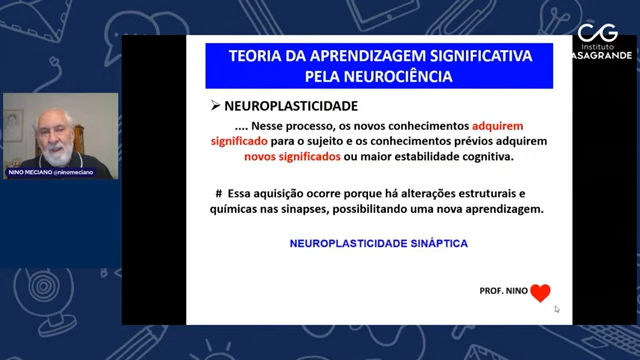 CG
Instituto
ASAGRANDE
TEORIA DA APRENDIZAGEM SIGNIFICATIVA
PELA NEUROCIÊNCIA
➢ NEUROPLASTICIDADE
.... Nesse processo, os novos conhecimentos adquirem
significado para o sujeito e os conhecimentos prévios adquirem
novos significados ou maior estabilidade cognitiva.
# Essa aquisição ocorre porque há alterações estruturais e
químicas nas sinapses, possibilitando uma nova aprendizagem.
NEUROPLASTICIDADE SINÁPTICA
PROF. NINO
NINO MECIANO @ninomeciano